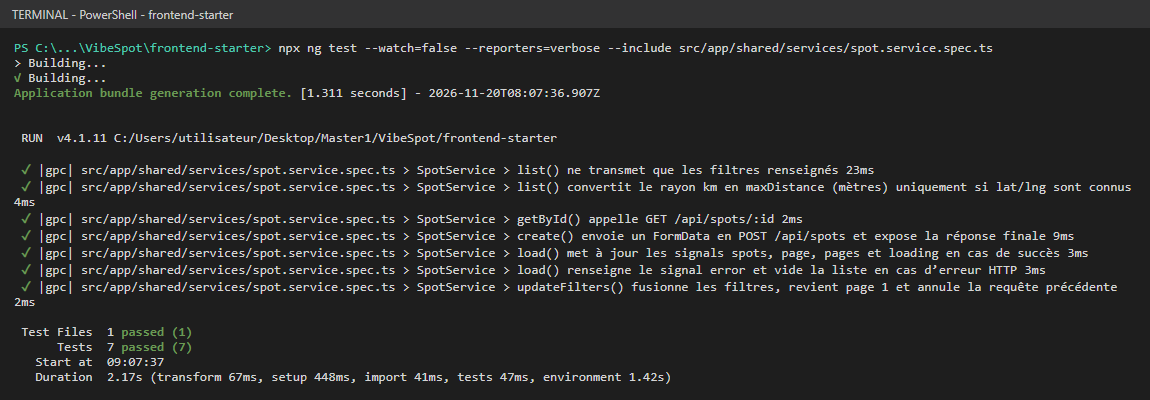 TERMINAL - PowerShell - frontend-starter
PS C:\...\VibeSpot\frontend-starter> npx ng test --watch=false --reporters=verbose --include src/app/shared/services/spot.service.spec.ts
> Building...
√ Building...
Application bundle generation complete. [1.311 seconds] - 2026-11-20T08:07:36.907Z
RUN v4.1.11 C:/Users/utilisateur/Desktop/Master1/VibeSpot/frontend-starter
✓ |gpc| src/app/shared/services/spot.service.spec.ts > SpotService > list() ne transmet que les filtres renseignés 23ms
✓ |gpc| src/app/shared/services/spot.service.spec.ts > SpotService > list() convertit le rayon km en maxDistance (mètres) uniquement si lat/lng sont connus
4ms
✓ |gpc| src/app/shared/services/spot.service.spec.ts > SpotService > getById() appelle GET /api/spots/:id 2ms
✓ |gpc| src/app/shared/services/spot.service.spec.ts > SpotService > create() envoie un FormData en POST /api/spots et expose la réponse finale 9ms
✓ |gpc| src/app/shared/services/spot.service.spec.ts > SpotService > load() met à jour les signals spots, page, pages et loading en cas de succès 3ms
✓ |gpc| src/app/shared/services/spot.service.spec.ts > SpotService > load() renseigne le signal error et vide la liste en cas d’erreur HTTP 3ms
✓ |gpc| src/app/shared/services/spot.service.spec.ts > SpotService > updateFilters() fusionne les filtres, revient page 1 et annule la requête précédente
2ms
Test Files 1 passed (1)
Tests 7 passed (7)
Start at 09:07:37
Duration 2.17s (transform 67ms, setup 448ms, import 41ms, tests 47ms, environment 1.42s)